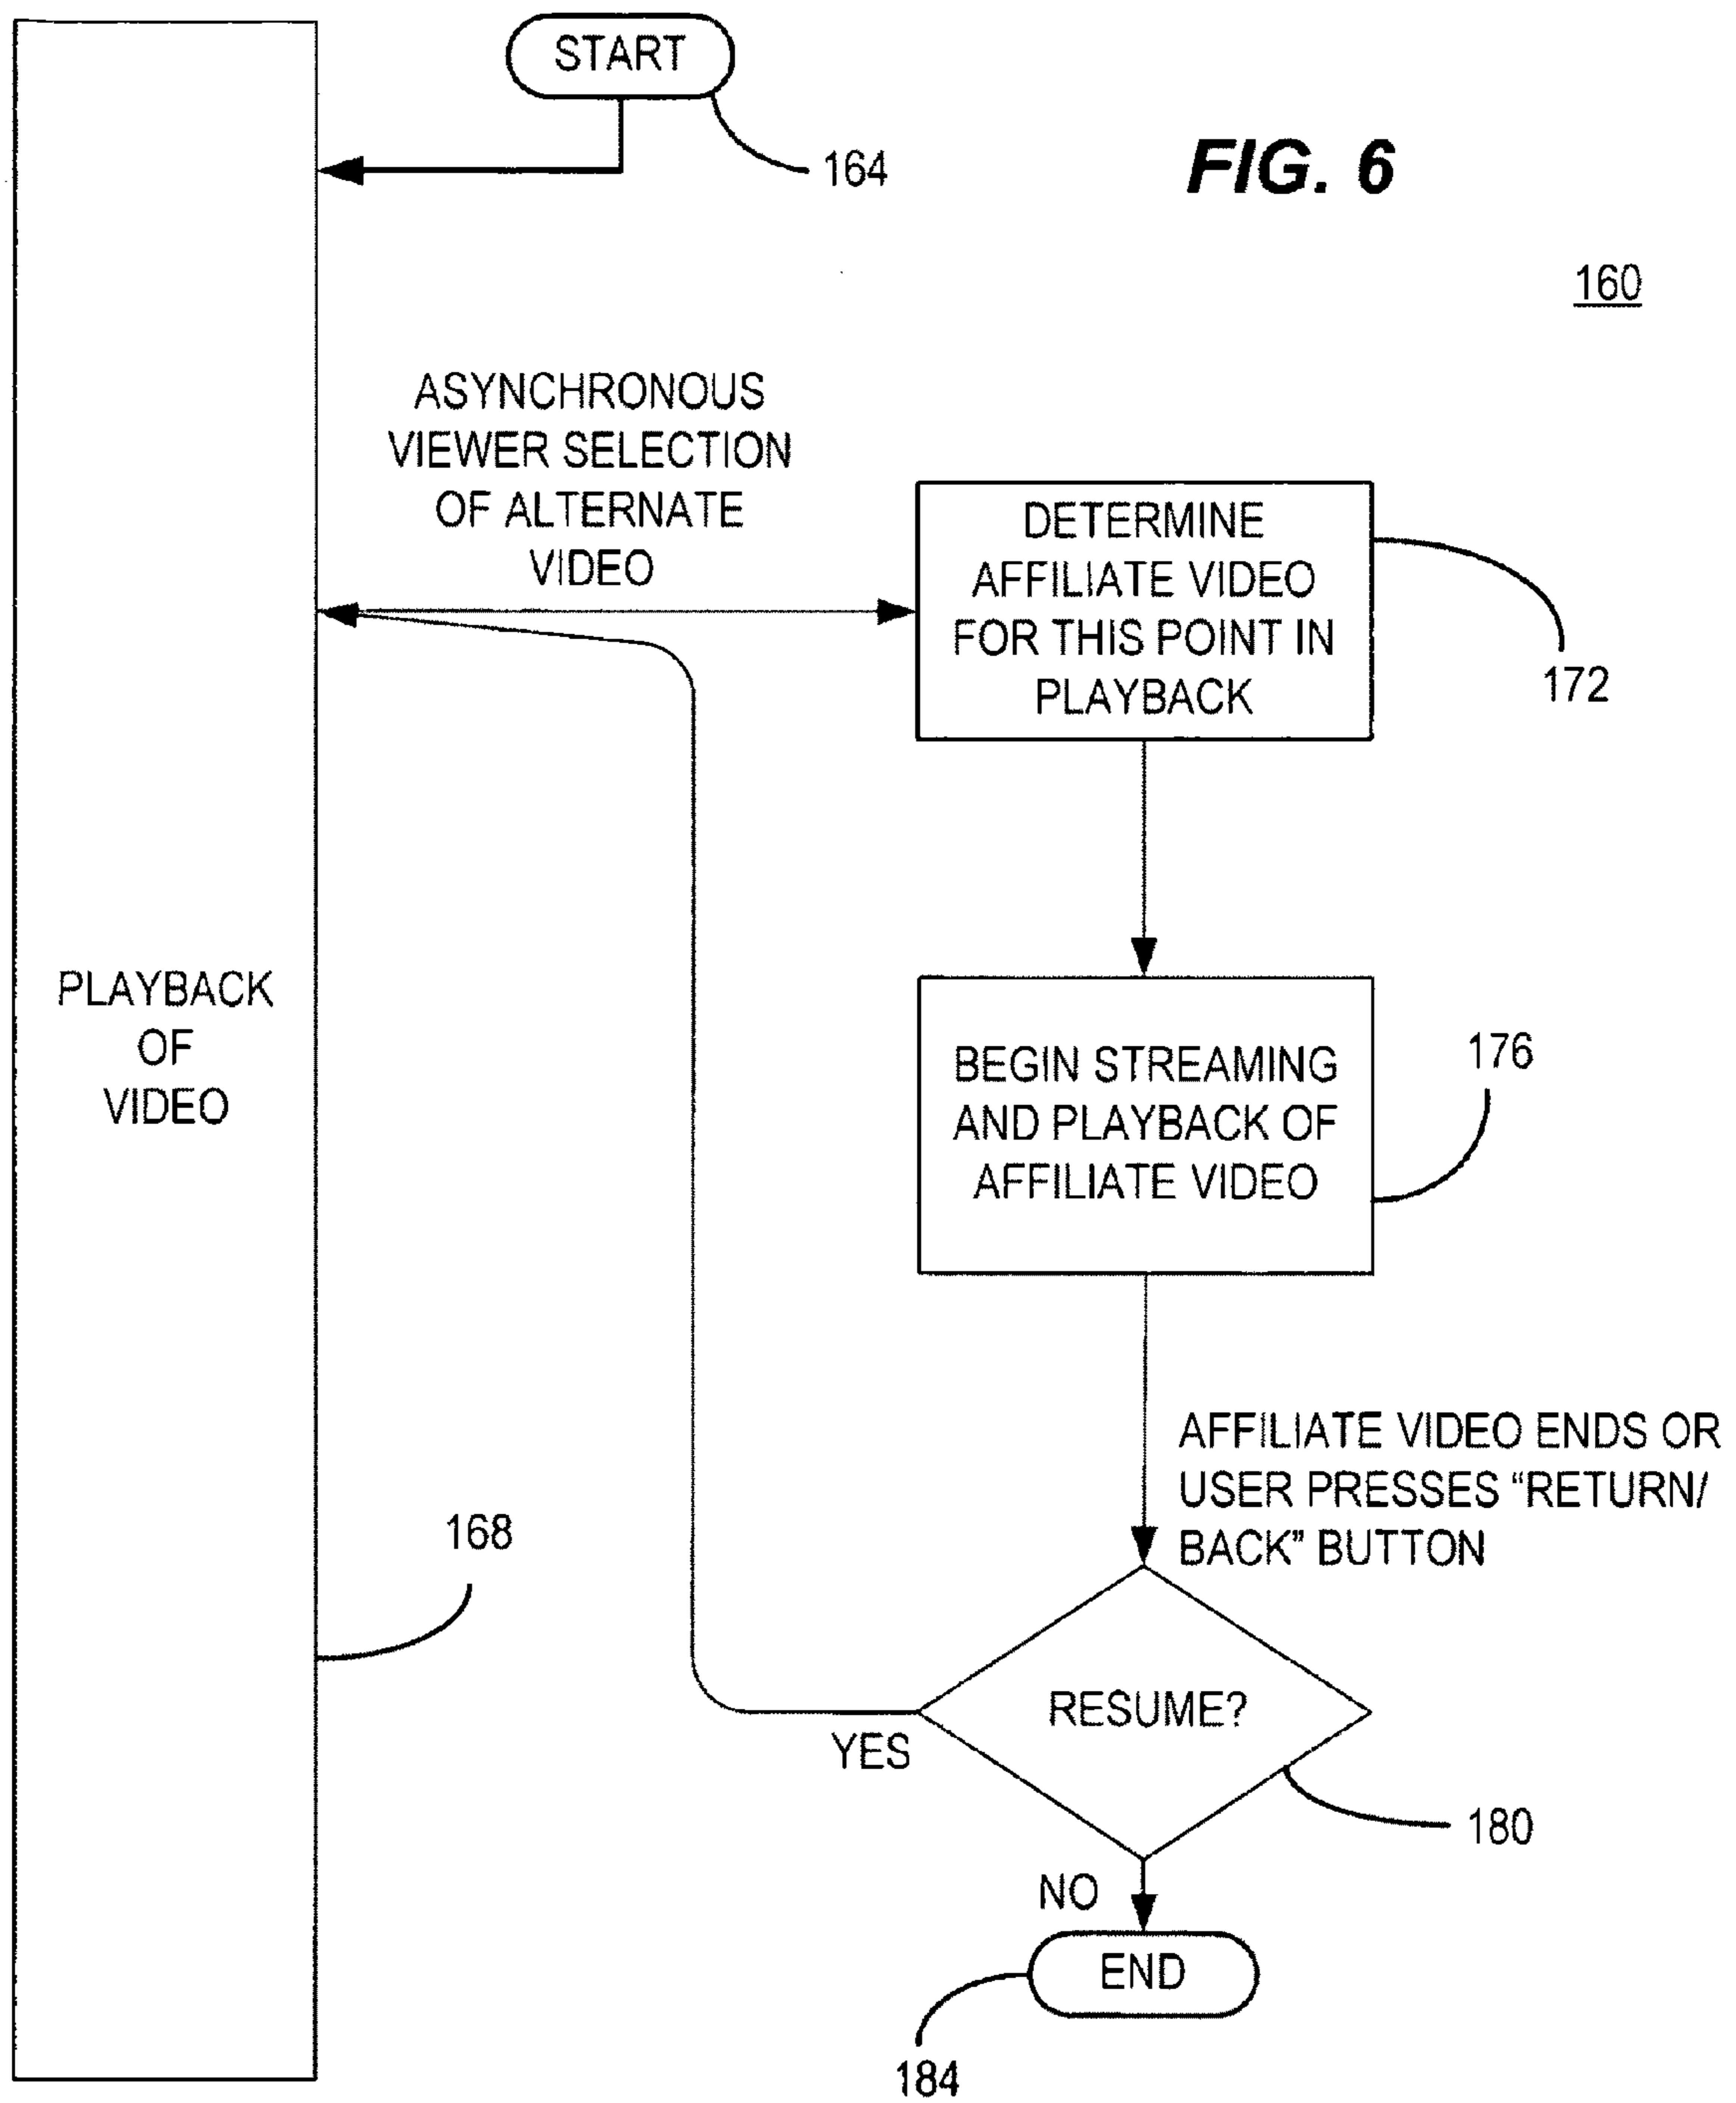 START
164
FIG. 6
160
ASYNCHRONOUS
VIEWER SELECTION
OF ALTERNATE
VIDEO
DETERMINE
AFFILIATE VIDEO
FOR THIS POINT IN
PLAYBACK
172
PLAYBACK
OF
VIDEO
BEGIN STREAMING
AND PLAYBACK OF
AFFILIATE VIDEO
176
AFFILIATE VIDEO ENDS OR
USER PRESSES “RETURN/
BACK” BUTTON
168
RESUME?
YES
180
NO
END
184